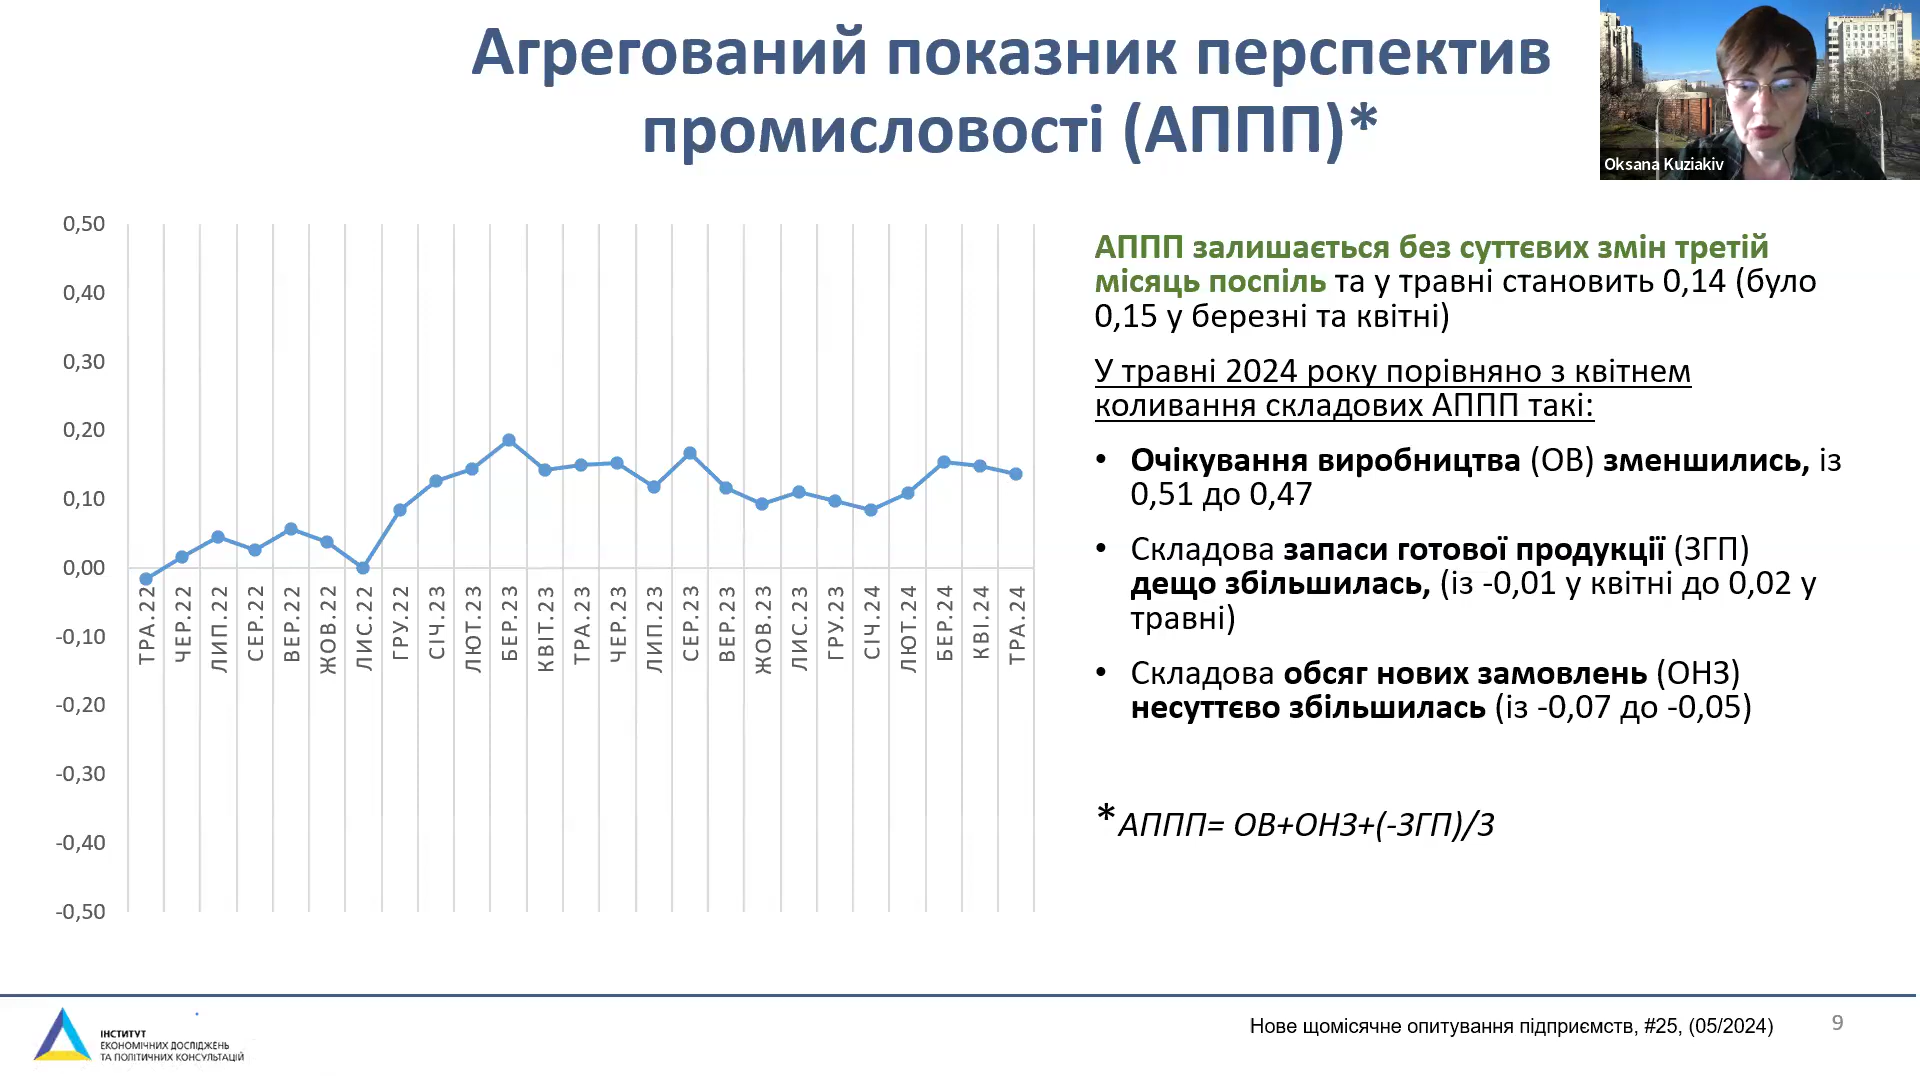 Агрегований показник перспектив
промисловості (АППП)*
Oksana Kuziakiv
0,50
0,40
0,30
0,20
0,10
0,00
-0,10
-0,20
-0,30
-0,40
-0,50
ТРА.22
ЧЕР.22
ЛИП.22
СЕР.22
ВЕР.22
ЖОВ.22
ЛИС.22
ГРУ.22
СІЧ.23
ЛЮТ.23
БЕР.23
КВІТ.23
ТРА.23
ЧЕР.23
ЛИП.23
СЕР.23
ВЕР.23
ЖОВ.23
ЛИС.23
ГРУ.23
СІЧ.24
ЛЮТ.24
БЕР.24
КВІ.24
ТРА.24
АППП залишається без суттєвих змін третій
місяць поспіль та у травні становить 0,14 (було
0,15 у березні та квітні)
У травні 2024 року порівняно з квітнем
коливання складових АППП такі:
• Очікування виробництва (ОВ) зменшились, із
0,51 до 0,47
• Складова запаси готової продукції (ЗГП)
дещо збільшилась, (із -0,01 у квітні до 0,02 у
травні)
• Складова обсяг нових замовлень (ОНЗ)
несуттєво збільшилась (із -0,07 до -0,05)
*АППП= ОВ+ОНЗ+(-ЗГП)/3
ІНСТИТУТ
ЕКОНОМІЧНИХ ДОСЛІДЖЕНЬ
ТА ПОЛІТИЧНИХ КОНСУЛЬТАЦІЙ
Нове щомісячне опитування підприємств, #25, (05/2024)
9